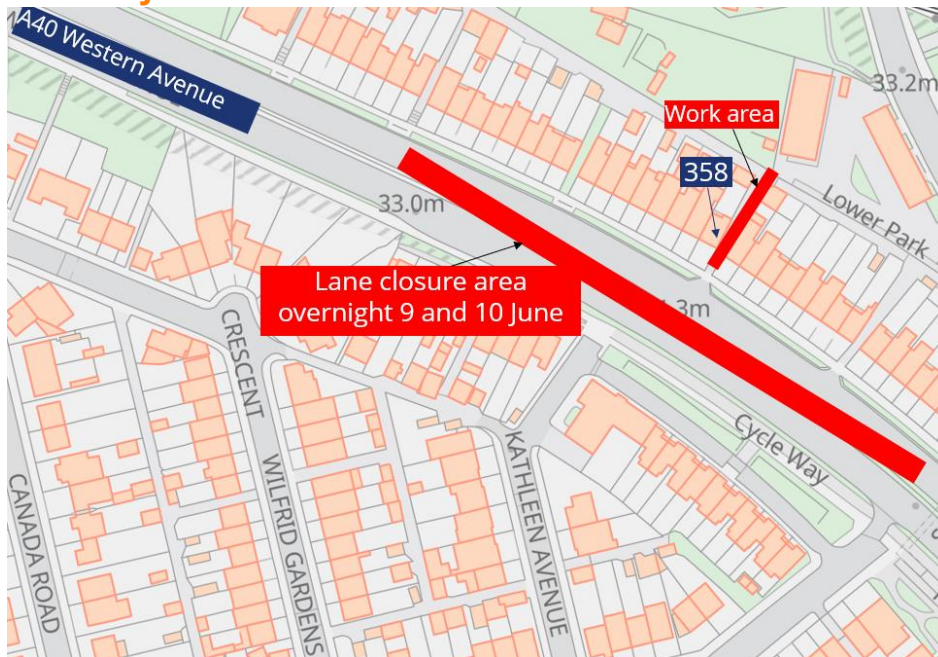 A40 Western Avenue
33.2m
Work area
358
Lower Park
33.0m
Lane closure area
overnight 9 and 10 June
.3m
CRESCENT
Cycle Way
WILFRID GARDENS
KATHLEEN AVENUE
CANADA ROAD